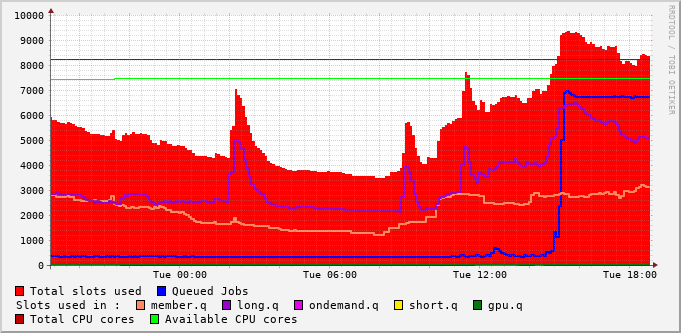 RRDTOOL / TOBI OETIKER
10000
9000
8000
7000
6000
5000
4000
3000
2000
1000
0
Tue 00:00 Tue 06:00 Tue 12:00 Tue 18:00
Total slots used Queued Jobs
Slots used in : member.q long.q ondemand.q short.q gpu.q
Total CPU cores Available CPU cores